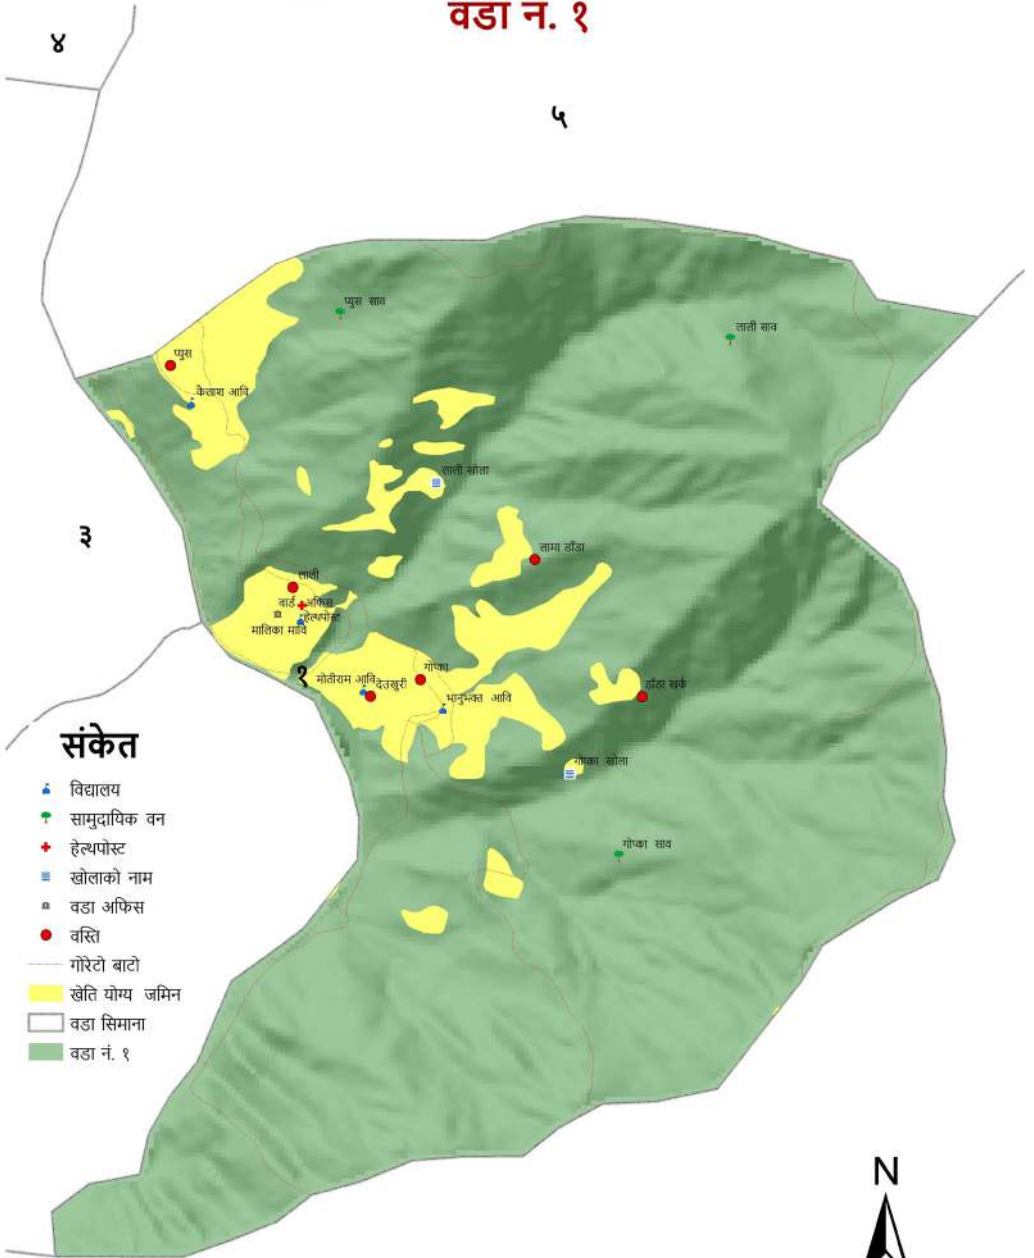 वडा न. १
४
५
प्युस साव
लाली साव
प्युस
कैलाश आवि
लाली खोला
३
लामा डाँडा
लाली
वार्ड अफिस
हेल्थपोस्ट
मालिका मावि
१
गोप्का
मोतीराम आवि
देउखुरी
डाँडा खर्क
भानुभक्त आवि
गोप्का खोला
गोप्का साव
संकेत
विद्यालय
सामुदायिक वन
हेल्थपोस्ट
खोलाको नाम
वडा अफिस
वस्ति
गोरेटो बाटो
खेति योग्य जमिन
वडा सिमाना
वडा नं. १
N